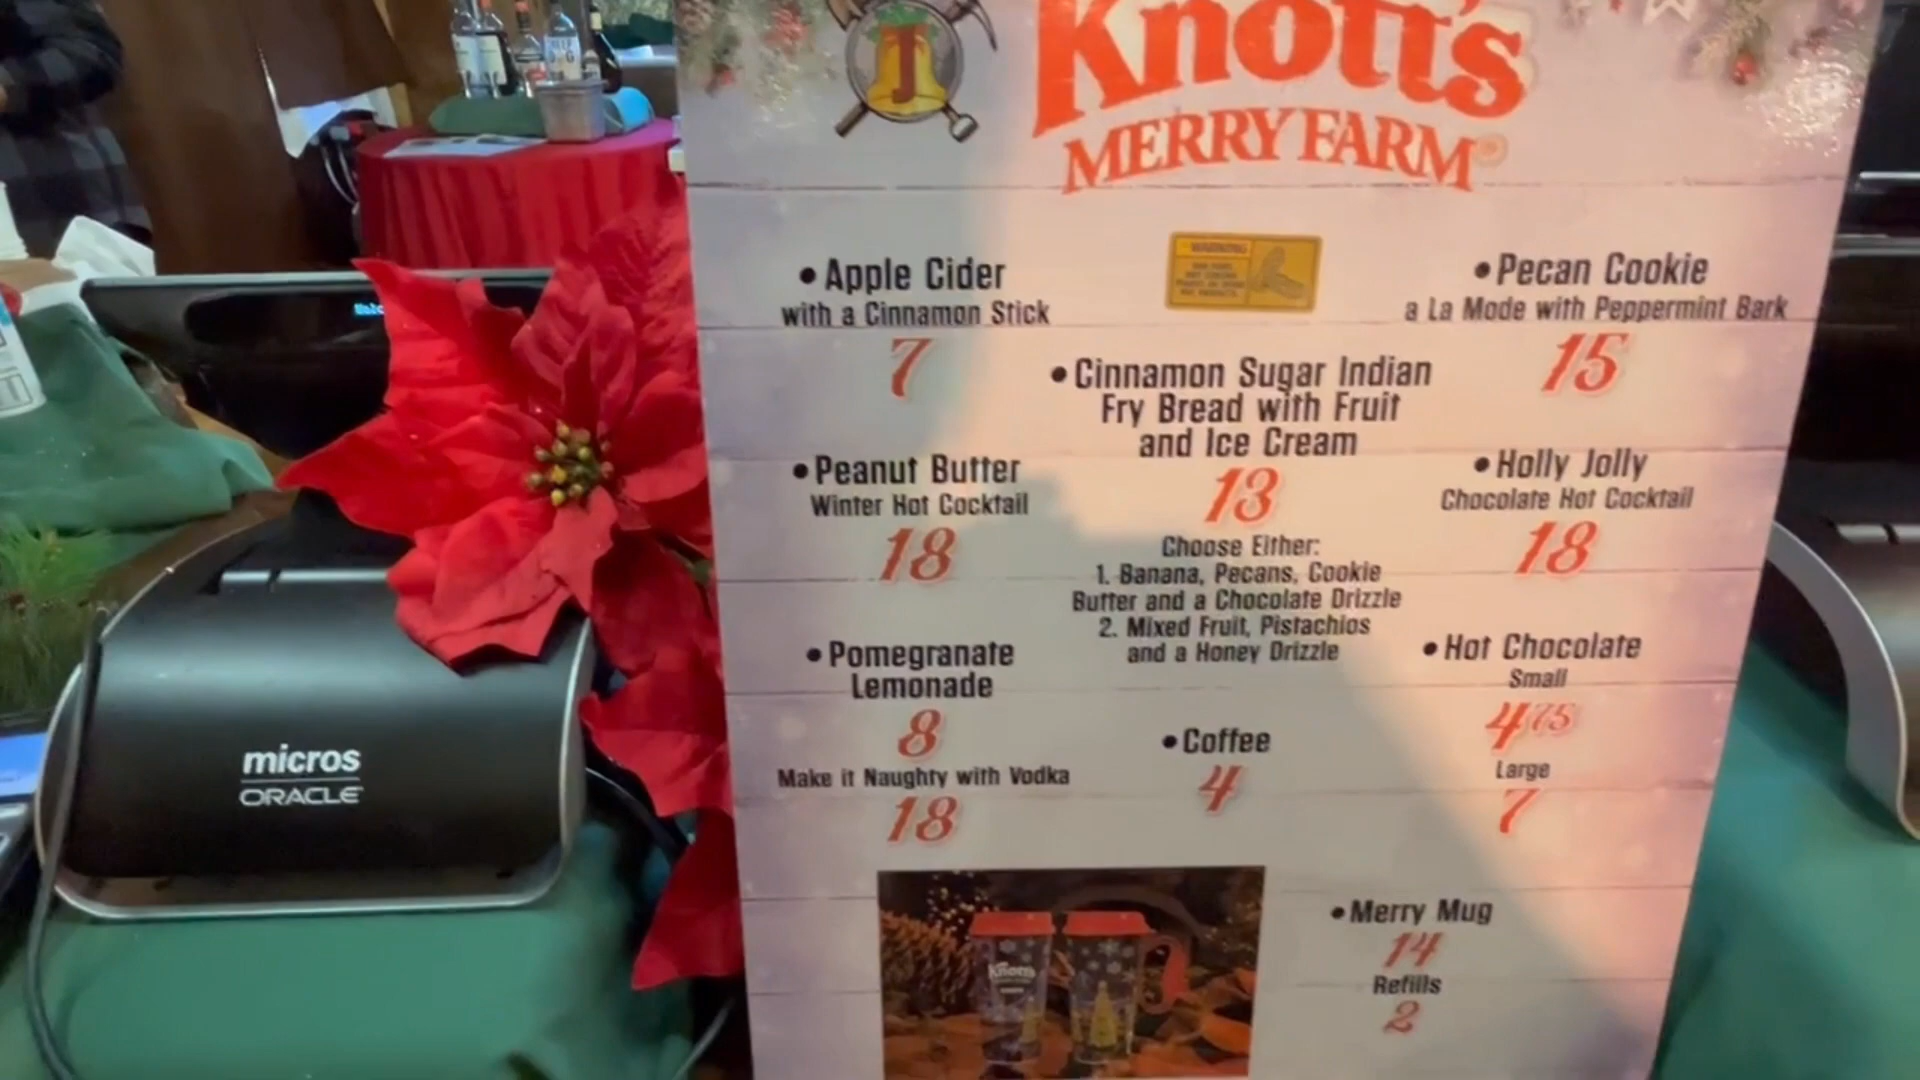 Knott's
MERRY FARM
J
WARNING
• Apple Cider
with a Cinnamon Stick
7
• Peanut Butter
Winter Hot Cocktail
18
• Pomegranate
Lemonade
8
Make it Naughty with Vodka
18
• Cinnamon Sugar Indian
Fry Bread with Fruit
and Ice Cream
13
Choose Either:
1. Banana, Pecans, Cookie
Butter and a Chocolate Drizzle
2. Mixed Fruit, Pistachios
and a Honey Drizzle
• Coffee
4
• Pecan Cookie
a La Mode with Peppermint Bark
15
• Holly Jolly
Chocolate Hot Cocktail
18
• Hot Chocolate
Small
4.75
Large
7
• Merry Mug
14
Refills
2
Knott's
micros
ORACLE